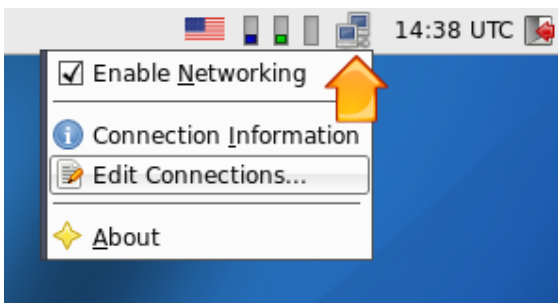 14:38 UTC
Enable Networking
Connection Information
Edit Connections...
About